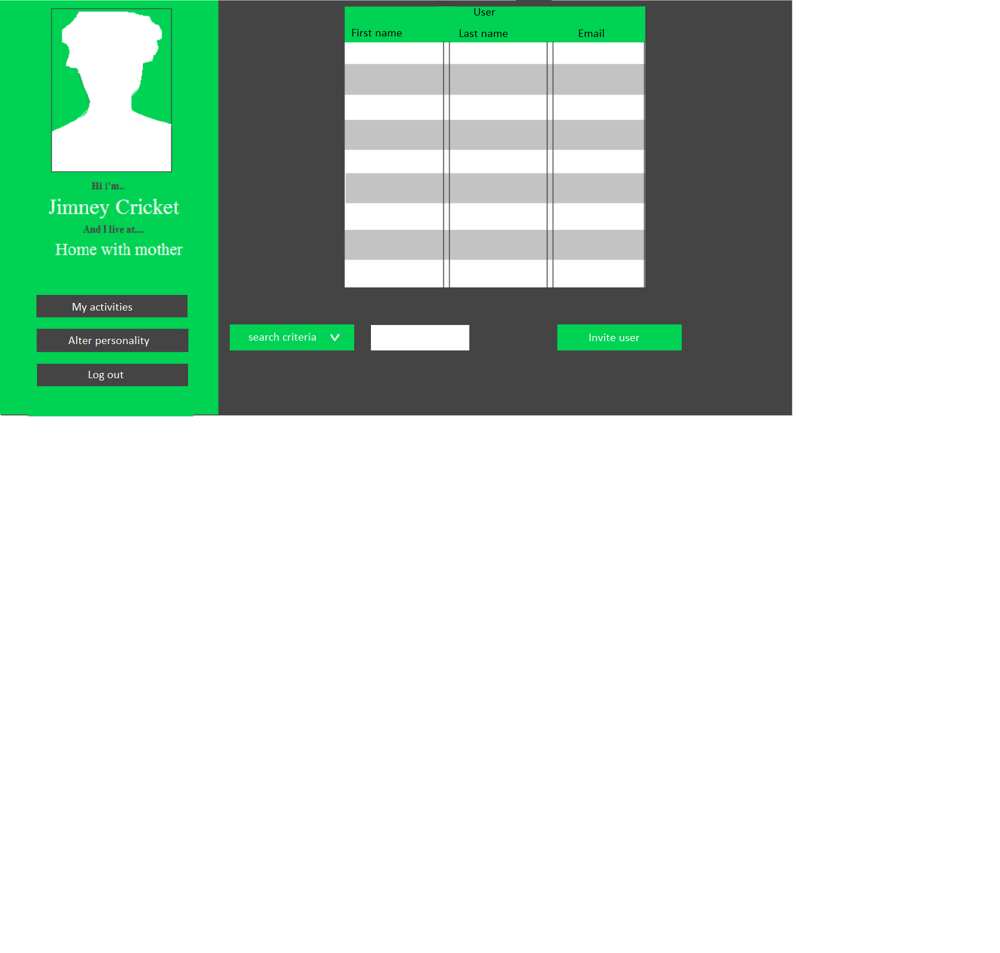 Hi i'm..
Jimney Cricket
And I live at....
Home with mother
My activities
Alter personality
Log out
User
First name Last name Email
search criteria
Invite user